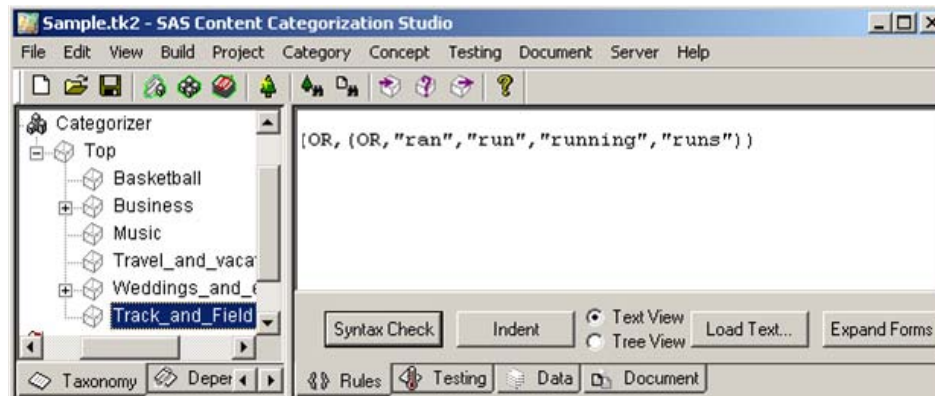 Sample.tk2 - SAS Content Categorization Studio
File Edit View Build Project Category Concept Testing Document Server Help
Categorizer
Top
Basketball
Business
Music
Travel_and_vaca
Weddings_and_e
Track_and_Field
(OR,(OR,"ran","run","running","runs"))
Syntax Check
Indent
Text View
Tree View
Load Text...
Expand Forms
Taxonomy
Deper
Rules
Testing
Data
Document